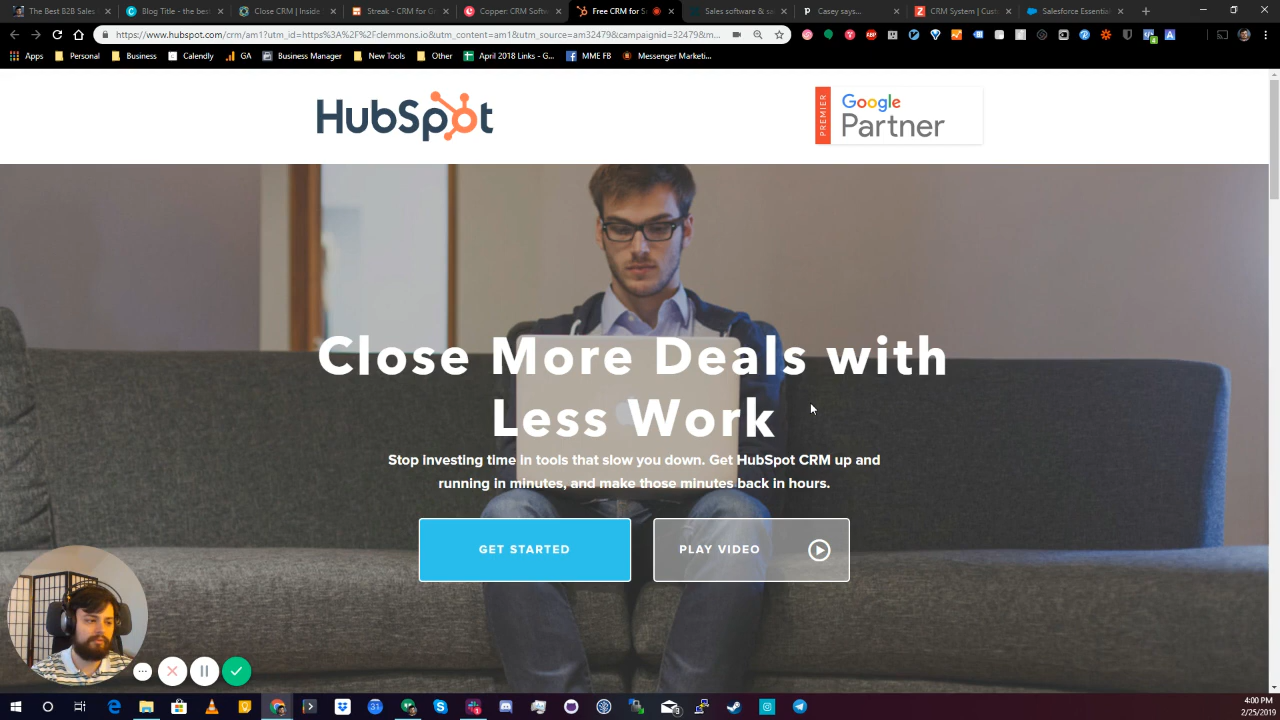 The Best B2B Sales
Blog Title - the bes
Close CRM | Inside
Streak - CRM for G
Copper: CRM Softw
Free CRM for S
Sales software & sa
Casey says...
CRM System | Cust
Salesforce Essentia
https://www.hubspot.com/crm/am1?utm_id=https%3A%2F%2Fclemmons.io&utm_content=am1&utm_source=am32479&campaignid=32479&m...
Apps
Personal
Business
Calendly
GA
Business Manager
New Tools
Other
April 2018 Links - G...
MME FB
Messenger Marketi...
HubSpot
PREMIER
Google
Partner
Close More Deals with
Less Work
Stop investing time in tools that slow you down. Get HubSpot CRM up and
running in minutes, and make those minutes back in hours.
GET STARTED
PLAY VIDEO
4:00 PM
2/25/2019